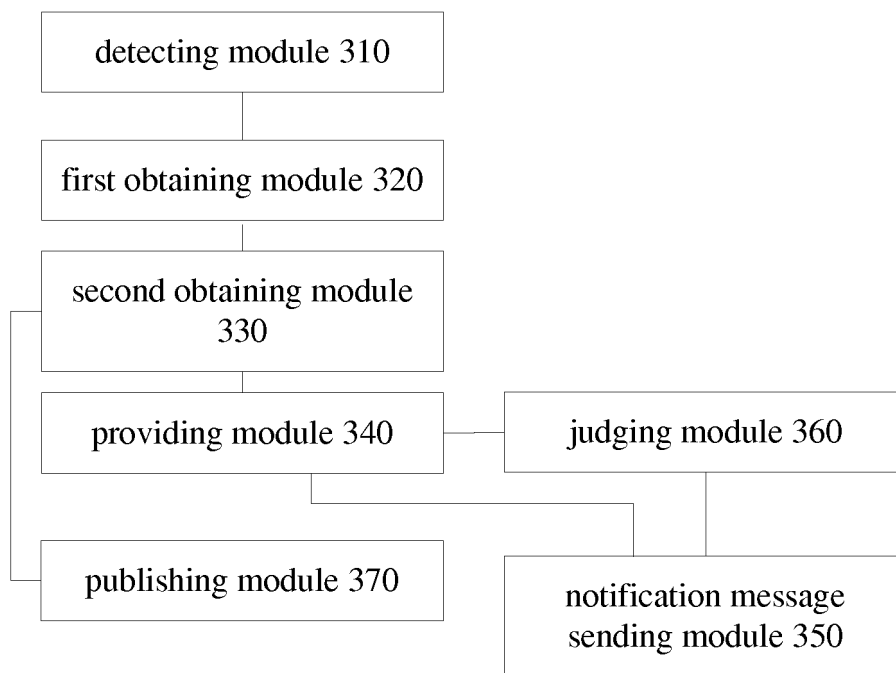 detecting module 310
first obtaining module 320
second obtaining module
330
providing module 340
judging module 360
publishing module 370
notification message
sending module 350